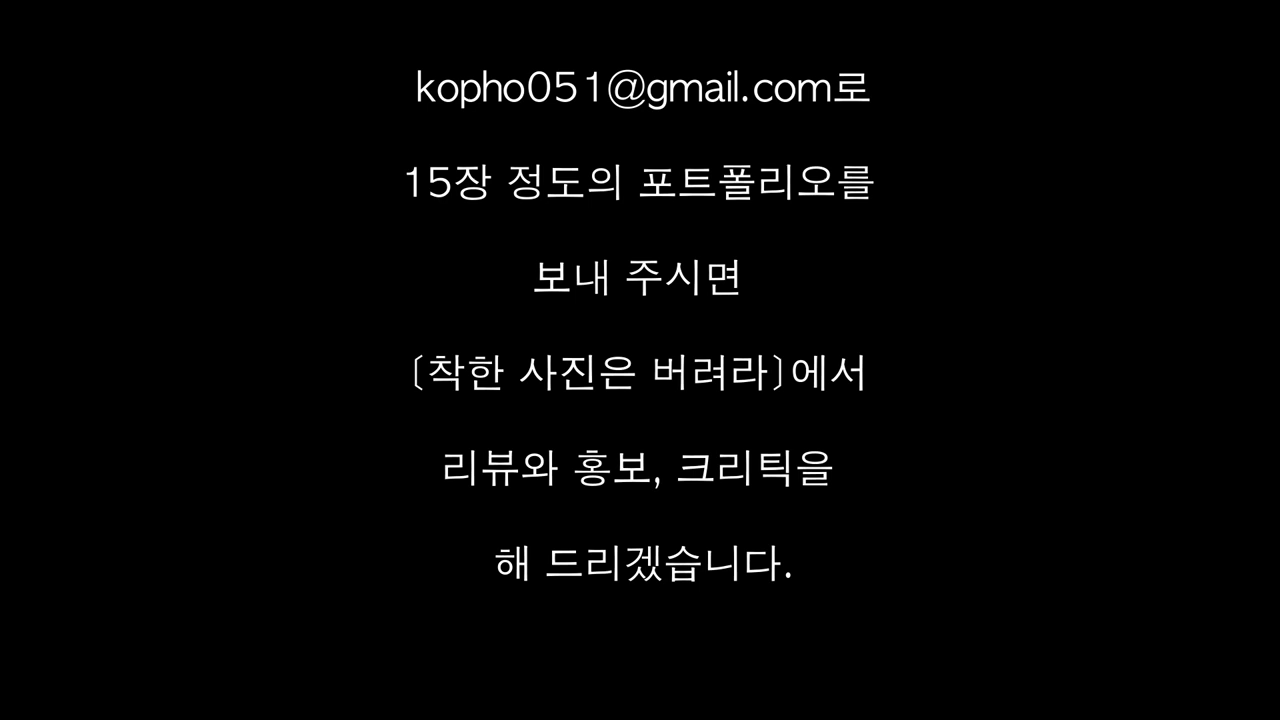 kopho051@gmail.com로
15장 정도의 포트폴리오를
보내 주시면
〔착한 사진은 버려라〕에서
리뷰와 홍보, 크리틱을
해 드리겠습니다.